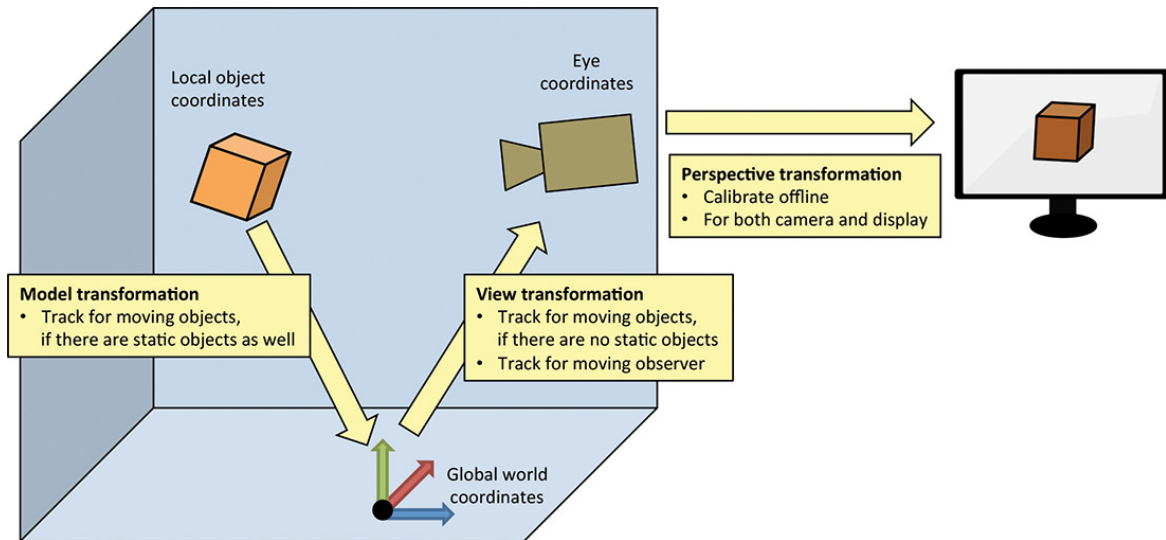 Local object
coordinates
Eye
coordinates
Perspective transformation
• Calibrate offline
• For both camera and display
Model transformation
• Track for moving objects,
if there are static objects as well
View transformation
• Track for moving objects,
if there are no static objects
• Track for moving observer
Global world
coordinates